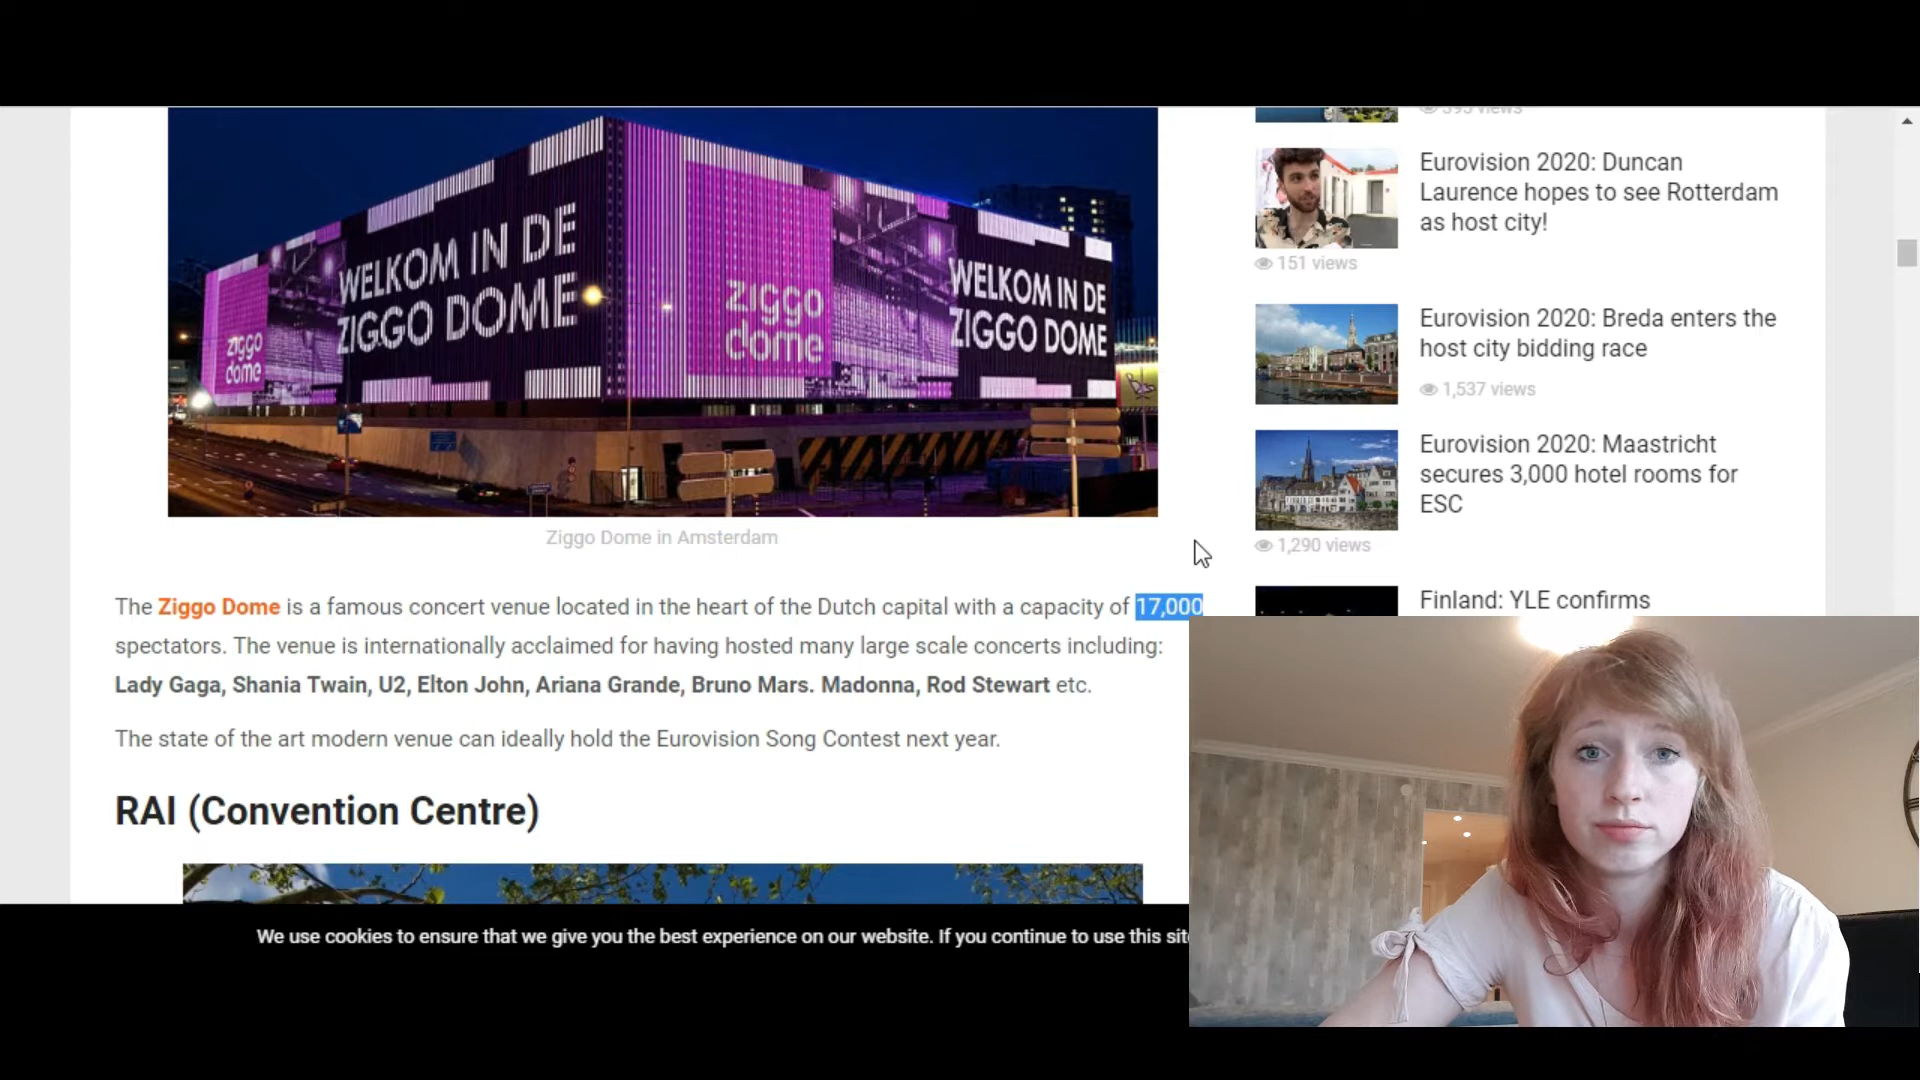 WELKOM IN DE
ZIGGO DOME
ziggo
dome
ziggo
dome
WELKOM IN DE
ZIGGO DOME
Ziggo Dome in Amsterdam
The Ziggo Dome is a famous concert venue located in the heart of the Dutch capital with a capacity of 17,000
spectators. The venue is internationally acclaimed for having hosted many large scale concerts including:
Lady Gaga, Shania Twain, U2, Elton John, Ariana Grande, Bruno Mars. Madonna, Rod Stewart etc.
The state of the art modern venue can ideally hold the Eurovision Song Contest next year.
RAI (Convention Centre)
We use cookies to ensure that we give you the best experience on our website. If you continue to use this site
views
Eurovision 2020: Duncan
Laurence hopes to see Rotterdam
as host city!
151 views
Eurovision 2020: Breda enters the
host city bidding race
1,537 views
Eurovision 2020: Maastricht
secures 3,000 hotel rooms for
ESC
1,290 views
Finland: YLE confirms